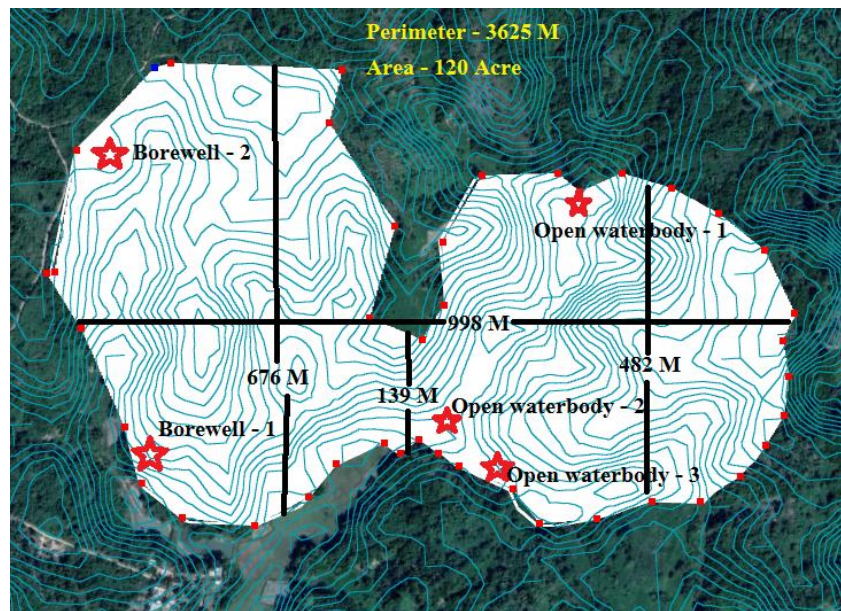 Perimeter - 3625 M
Area - 120 Acre
Borewell - 2
Open waterbody - 1
998 M
676 M
482 M
139 M
Open waterbody - 2
Borewell - 1
Open waterbody - 3